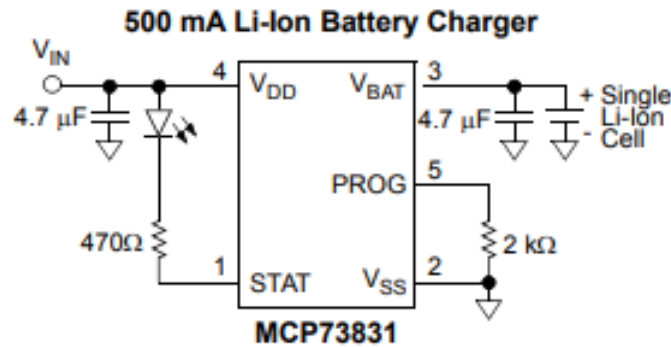 500 mA Li-Ion Battery Charger
VIN
4 VDD VBAT 3
4.7 µF
4.7 µF
+ Single
Li-Ion
- Cell
PROG 5
470Ω
2 kΩ
1 STAT VSS 2
MCP73831